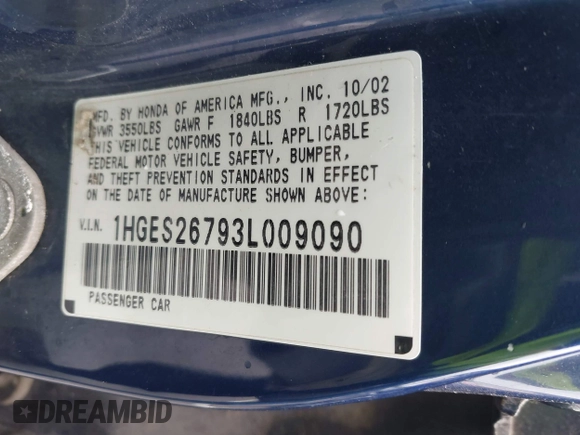 MFD. BY HONDA OF AMERICA MFG., INC. 10/02
GVWR 3550LBS GAWR F 1840LBS R 1720LBS
THIS VEHICLE CONFORMS TO ALL APPLICABLE
FEDERAL MOTOR VEHICLE SAFETY, BUMPER,
AND THEFT PREVENTION STANDARDS IN EFFECT
ON THE DATE OF MANUFACTURE SHOWN ABOVE:
V.I.N. 1HGES26793L009090
PASSENGER CAR
DREAMBID